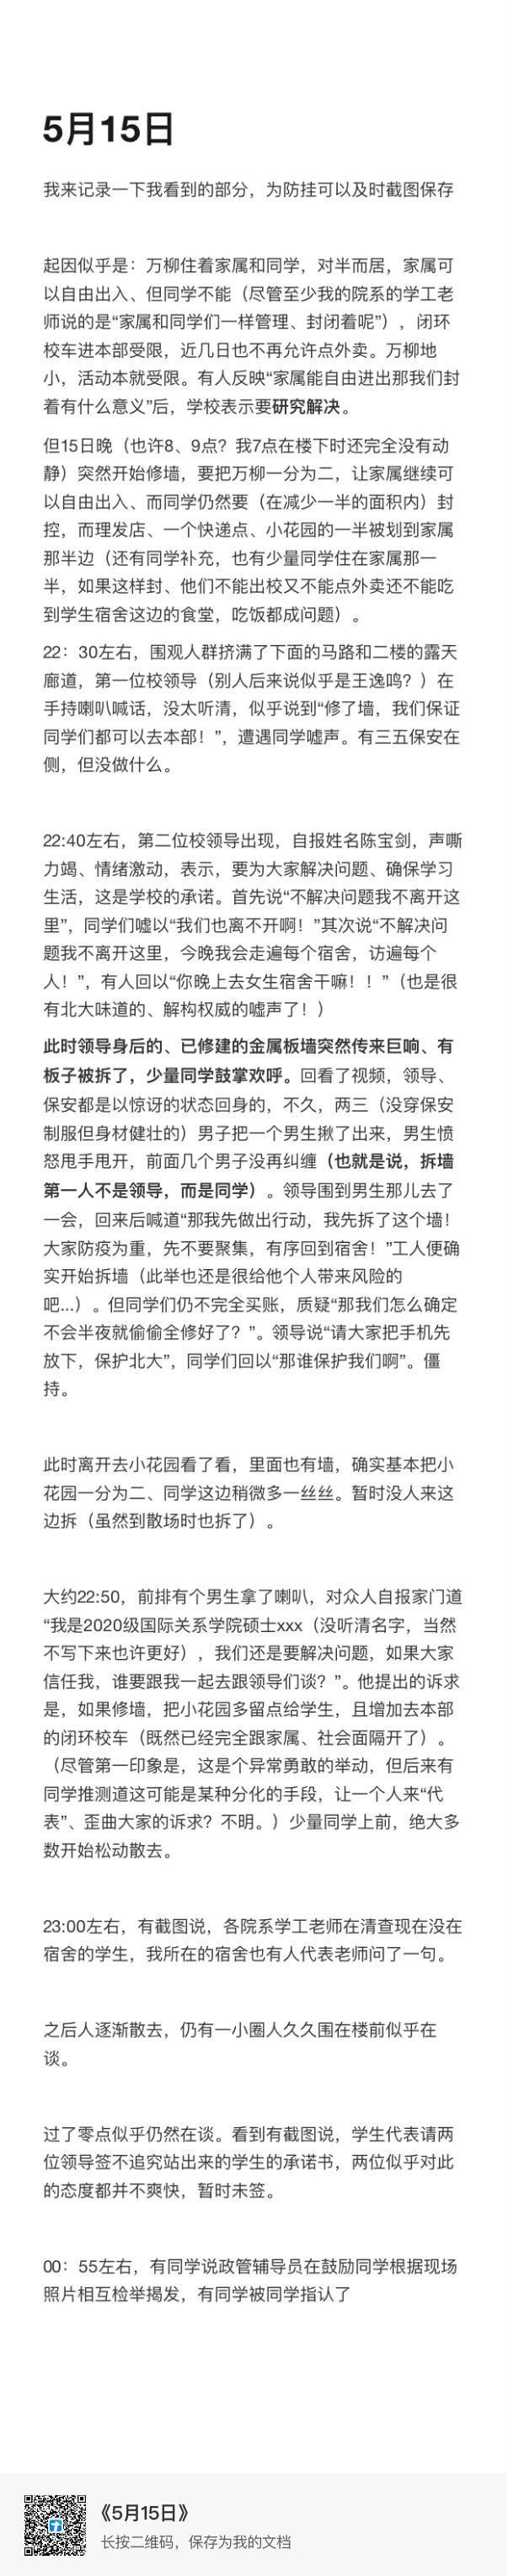 5月15日
我来记录一下我看到的部分，为防挂可以及时截图保存
起因似乎是：万柳住着家属和同学，对半而居，家属可
以自由出入、但同学不能（尽管至少我的院系的学工老
师说的是“家属和同学们一样管理、封闭着呢”），闭环
校车进本部受限，近几日也不再允许点外卖。万柳地
小，活动本就受限。有人反映“家属能自由进出那我们封
着有什么意义”后，学校表示要研究解决。
但15日晚（也许8、9点？我7点在楼下时还完全没有动
静）突然开始修墙，要把万柳一分为二，让家属继续可
以自由出入、而同学仍然要（在减少一半的面积内）封
控，而理发店、一个快递点、小花园的一半被划到家属
那半边（还有同学补充，也有少量同学住在家属那一
半，如果这样封、他们不能出校又不能点外卖还不能吃
到学生宿舍这边的食堂，吃饭都成问题）。
22：30左右，围观人群挤满了下面的马路和二楼的露天
廊道，第一位校领导（别人后来说似乎是王逸鸣？）在
手持喇叭喊话，没太听清，似乎说到“修了墙，我们保证
同学们都可以去本部！”，遭遇同学嘘声。有三五保安在
侧，但没做什么。
22:40左右，第二位校领导出现，自报姓名陈宝剑，声嘶
力竭、情绪激动，表示，要为大家解决问题、确保学习
生活，这是学校的承诺。首先说“不解决问题我不离开这
里”，同学们嘘以“我们也离不开啊！”其次说“不解决问
题我不离开这里，今晚我会走遍每个宿舍，访遍每个
人！”，有人回以“你晚上去女生宿舍干嘛！！”（也是很
有北大味道的、解构权威的嘘声了！）
此时领导身后的、已修建的金属板墙突然传来巨响、有
板子被拆了，少量同学鼓掌欢呼。回看了视频，领导、
保安都是以惊讶的状态回身的，不久，两三（没穿保安
制服但身材健壮的）男子把一个男生揪了出来，男生愤
怒甩手甩开，前面几个男子没再纠缠（也就是说，拆墙
第一人不是领导，而是同学）。领导围到男生那儿去了
一会，回来后喊道“那我先做出行动，我先拆了这个墙！
大家防疫为重，先不要聚集，有序回到宿舍！”工人便确
实开始拆墙（此举也还是很给他个人带来风险的
吧...）。但同学们仍不完全买账，质疑“那我们怎么确定
不会半夜就偷偷全修好了？”。领导说“请大家把手机先
放下，保护北大”，同学们回以“那谁保护我们啊”。僵
持。
此时离开去小花园看了看，里面也有墙，确实基本把小
花园一分为二、同学这边稍微多一丝丝。暂时没人来这
边拆（虽然到散场时也拆了）。
大约22:50，前排有个男生拿了喇叭，对众人自报家门道
“我是2020级国际关系学院硕士xxx（没听清名字，当然
不写下来也许更好），我们还是要解决问题，如果大家
信任我，谁要跟我一起去跟领导们谈？”。他提出的诉求
是，如果修墙，把小花园多留点给学生，且增加去本部
的闭环校车（既然已经完全跟家属、社会面隔开了）。
（尽管第一印象是，这是个异常勇敢的举动，但后来有
同学推测道这可能是某种分化的手段，让一个人来“代
表”、歪曲大家的诉求？不明。）少量同学上前，绝大多
数开始松动散去。
23:00左右，有截图说，各院系学工老师在清查现在没在
宿舍的学生，我所在的宿舍也有人代表老师问了一句。
之后人逐渐散去，仍有一小圈人久久围在楼前似乎在
谈。
过了零点似乎仍然在谈。看到有截图说，学生代表请两
位领导签不追究站出来的学生的承诺书，两位似乎对此
的态度都并不爽快，暂时未签。
00：55左右，有同学说政管辅导员在鼓励同学根据现场
照片相互检举揭发，有同学被同学指认了
《5月15日》
长按二维码，保存为我的文档